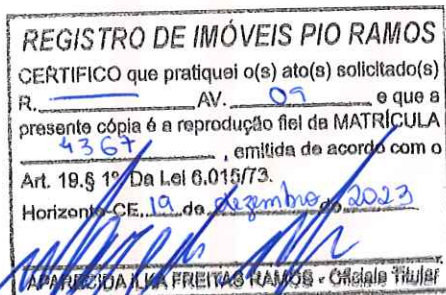 REGISTRO DE IMÓVEIS PIO RAMOS
CERTIFICO que pratiquei o(s) ato(s) solicitado(s)
R. AV. 09 e que a
presente cópia é a reprodução fiel da MATRÍCULA
4367, emitida de acordo com o
Art. 19.§ 1º Da Lei 6.015/73.
Horizonte-CE, 19 de dezembro de 2023
APARECIDA ILKA FREITAS RAMOS - Oficiala Titular